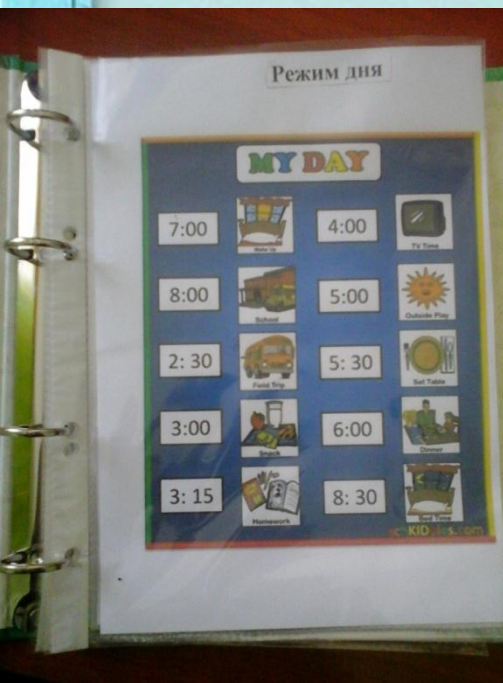 Режим дня
MY DAY
7:00
Wake Up
4:00
TV Time
8:00
School
5:00
Outside Play
2: 30
Field Trip
5: 30
Set Table
3:00
Snack
6:00
Dinner
3: 15
Homework
8: 30
Bed Time